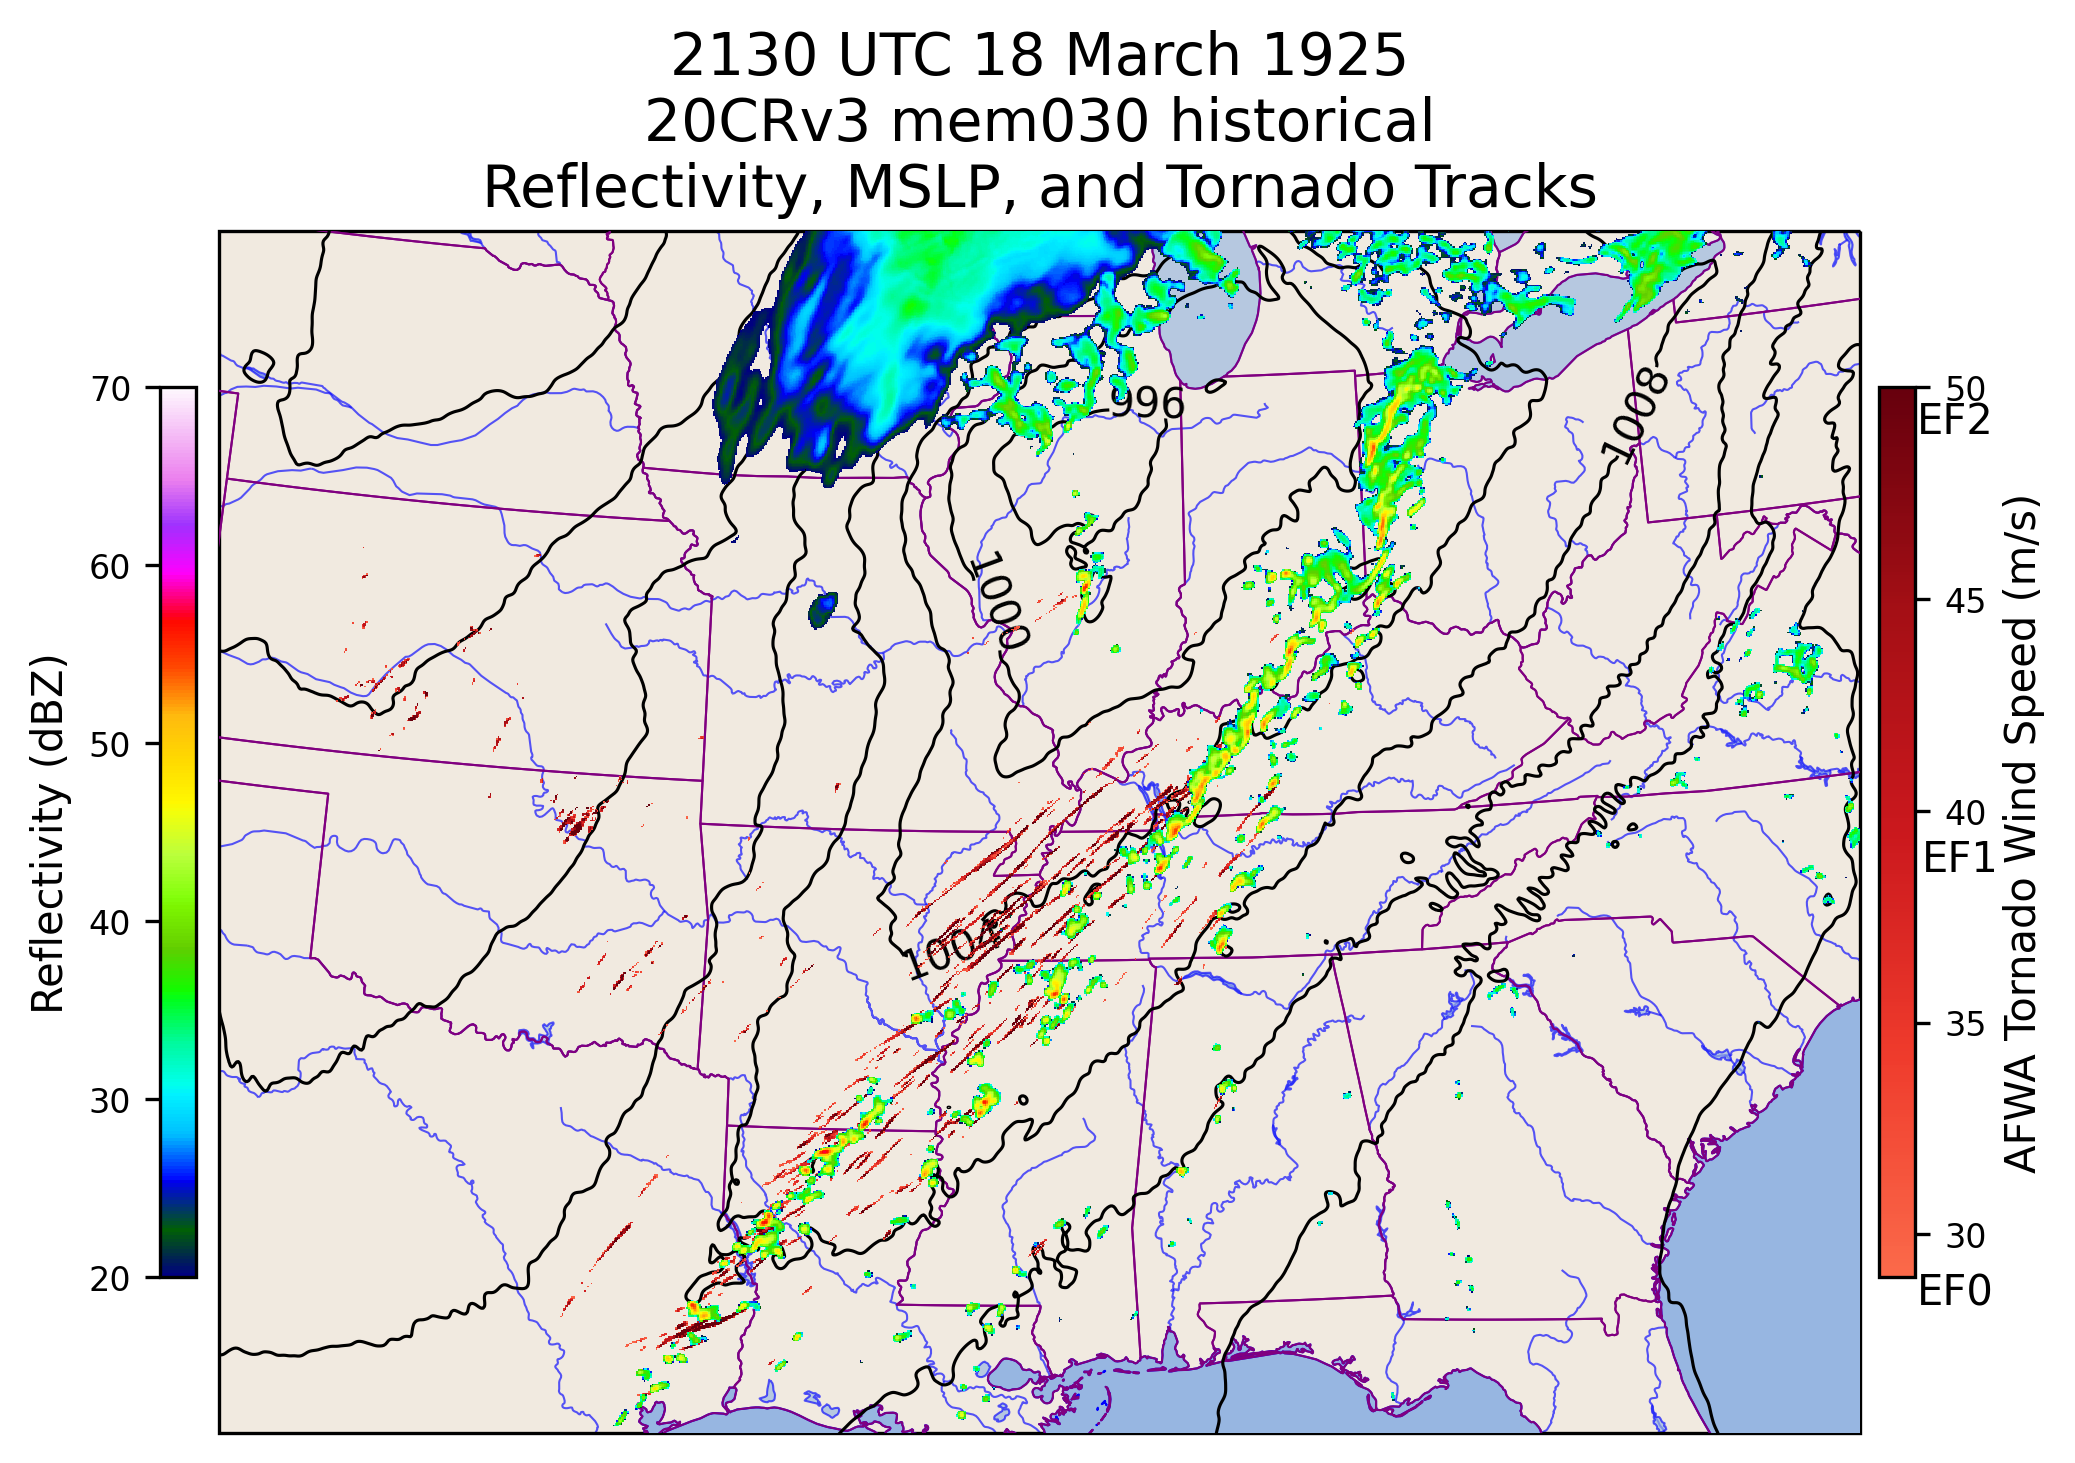 2130 UTC 18 March 1925
20CRv3 mem030 historical
Reflectivity, MSLP, and Tornado Tracks
70
60
50
40
30
20
Reflectivity (dBZ)
996
1008
1000
1004
50
EF2
45
40
EF1
35
30
EF0
AFWA Tornado Wind Speed (m/s)